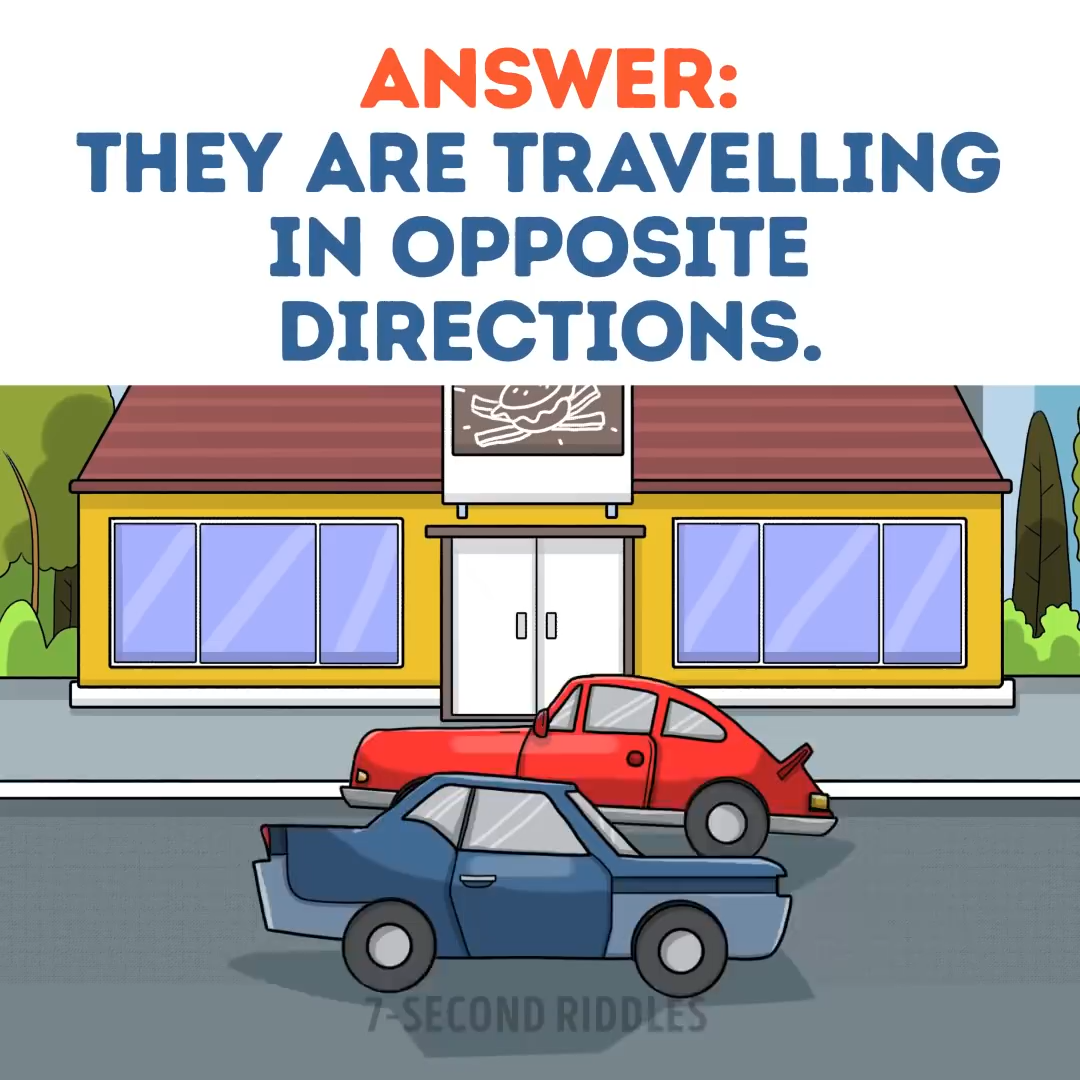 ANSWER:
THEY ARE TRAVELLING
IN OPPOSITE
DIRECTIONS.
7-SECOND RIDDLES